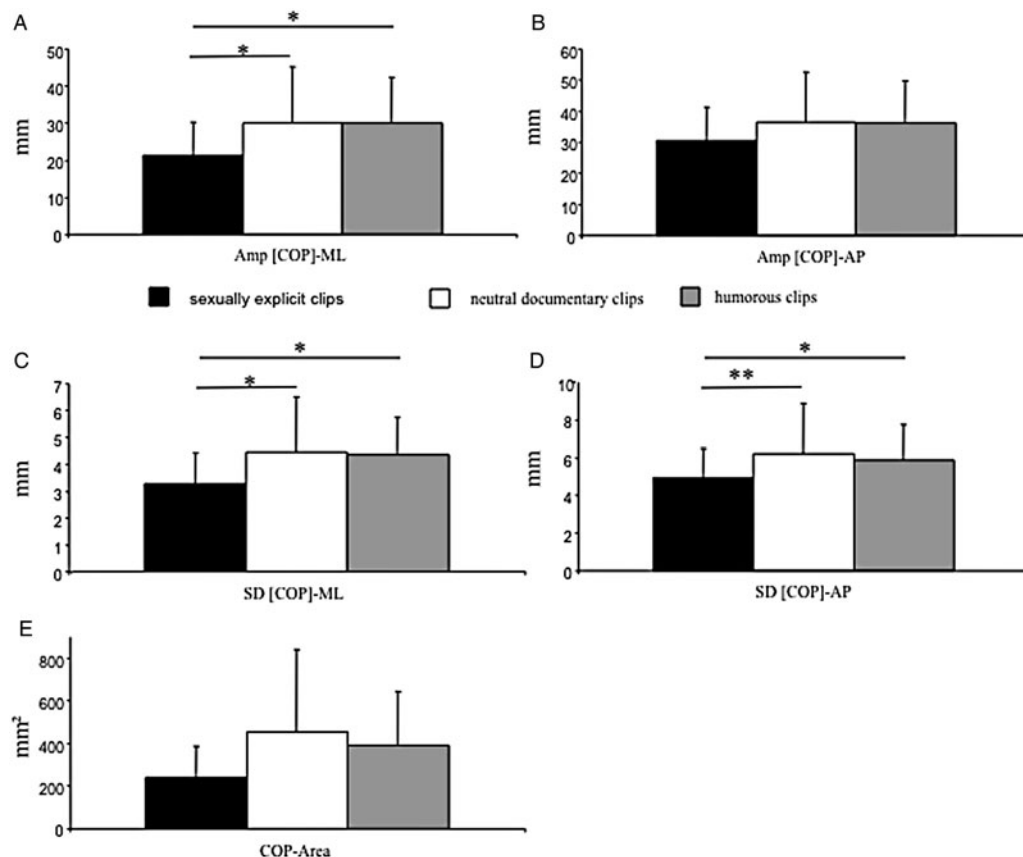 A
B
*
*
50
40
30
20
10
0
mm
Amp [COP]-ML
60
50
40
30
20
10
0
mm
Amp [COP]-AP
sexually explicit clips
neutral documentary clips
humorous clips
C
D
*
*
7
6
5
4
3
2
1
0
mm
SD [COP]-ML
*
**
10
8
6
4
2
0
mm
SD [COP]-AP
E
800
600
400
200
0
mm²
COP-Area